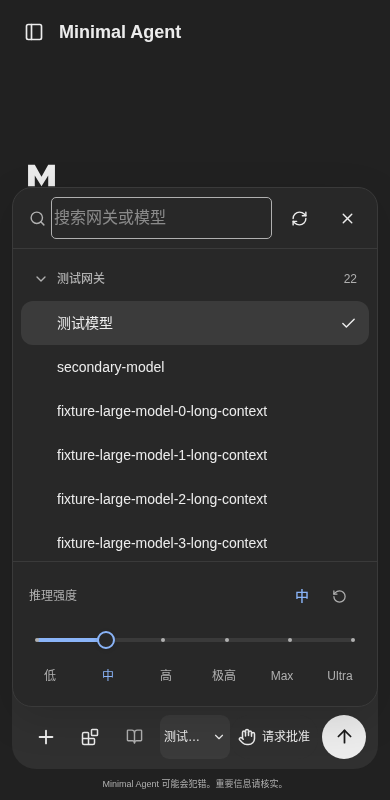 Minimal Agent
M
搜索网关或模型
测试网关 22
测试模型
secondary-model
fixture-large-model-0-long-context
fixture-large-model-1-long-context
fixture-large-model-2-long-context
fixture-large-model-3-long-context
推理强度 中
低 中 高 极高 Max Ultra
测试... 请求批准
Minimal Agent 可能会犯错。重要信息请核实。